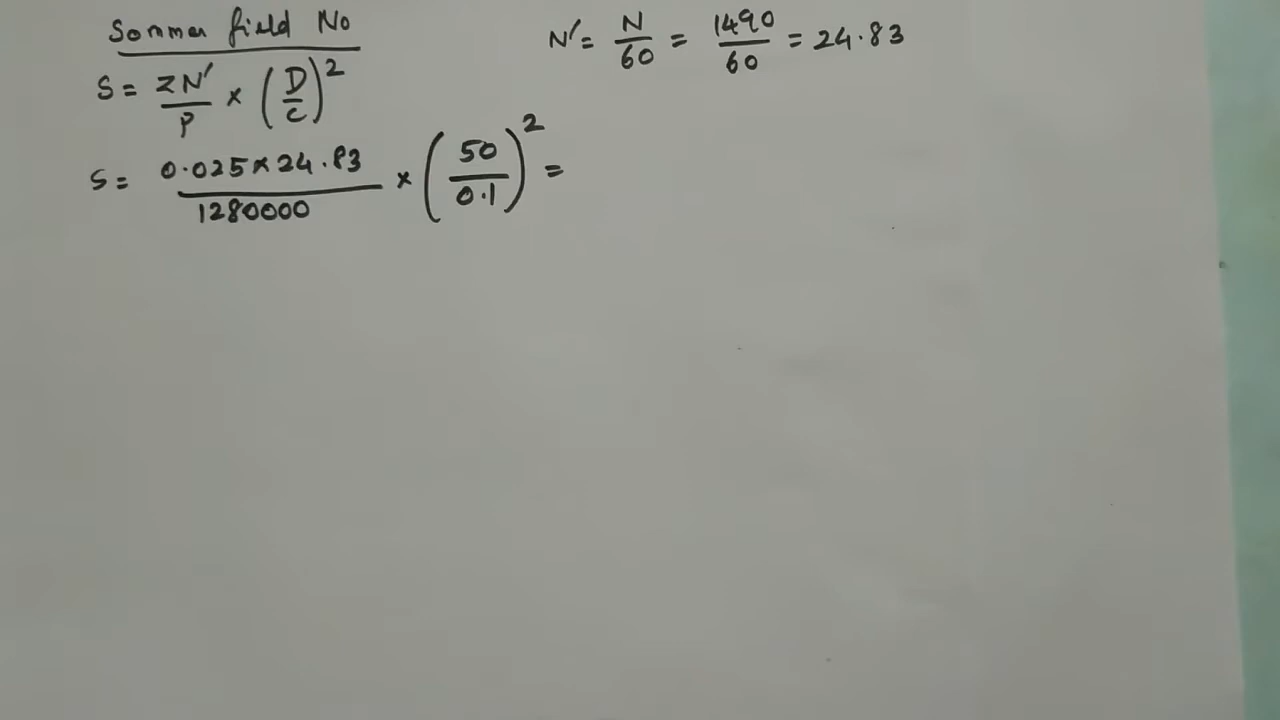 Sommer field No
N' = N/60 = 1490/60 = 24.83
S = ZN'/P × (D/C)²
S = 0.025×24.83/1280000 × (50/0.1)² =